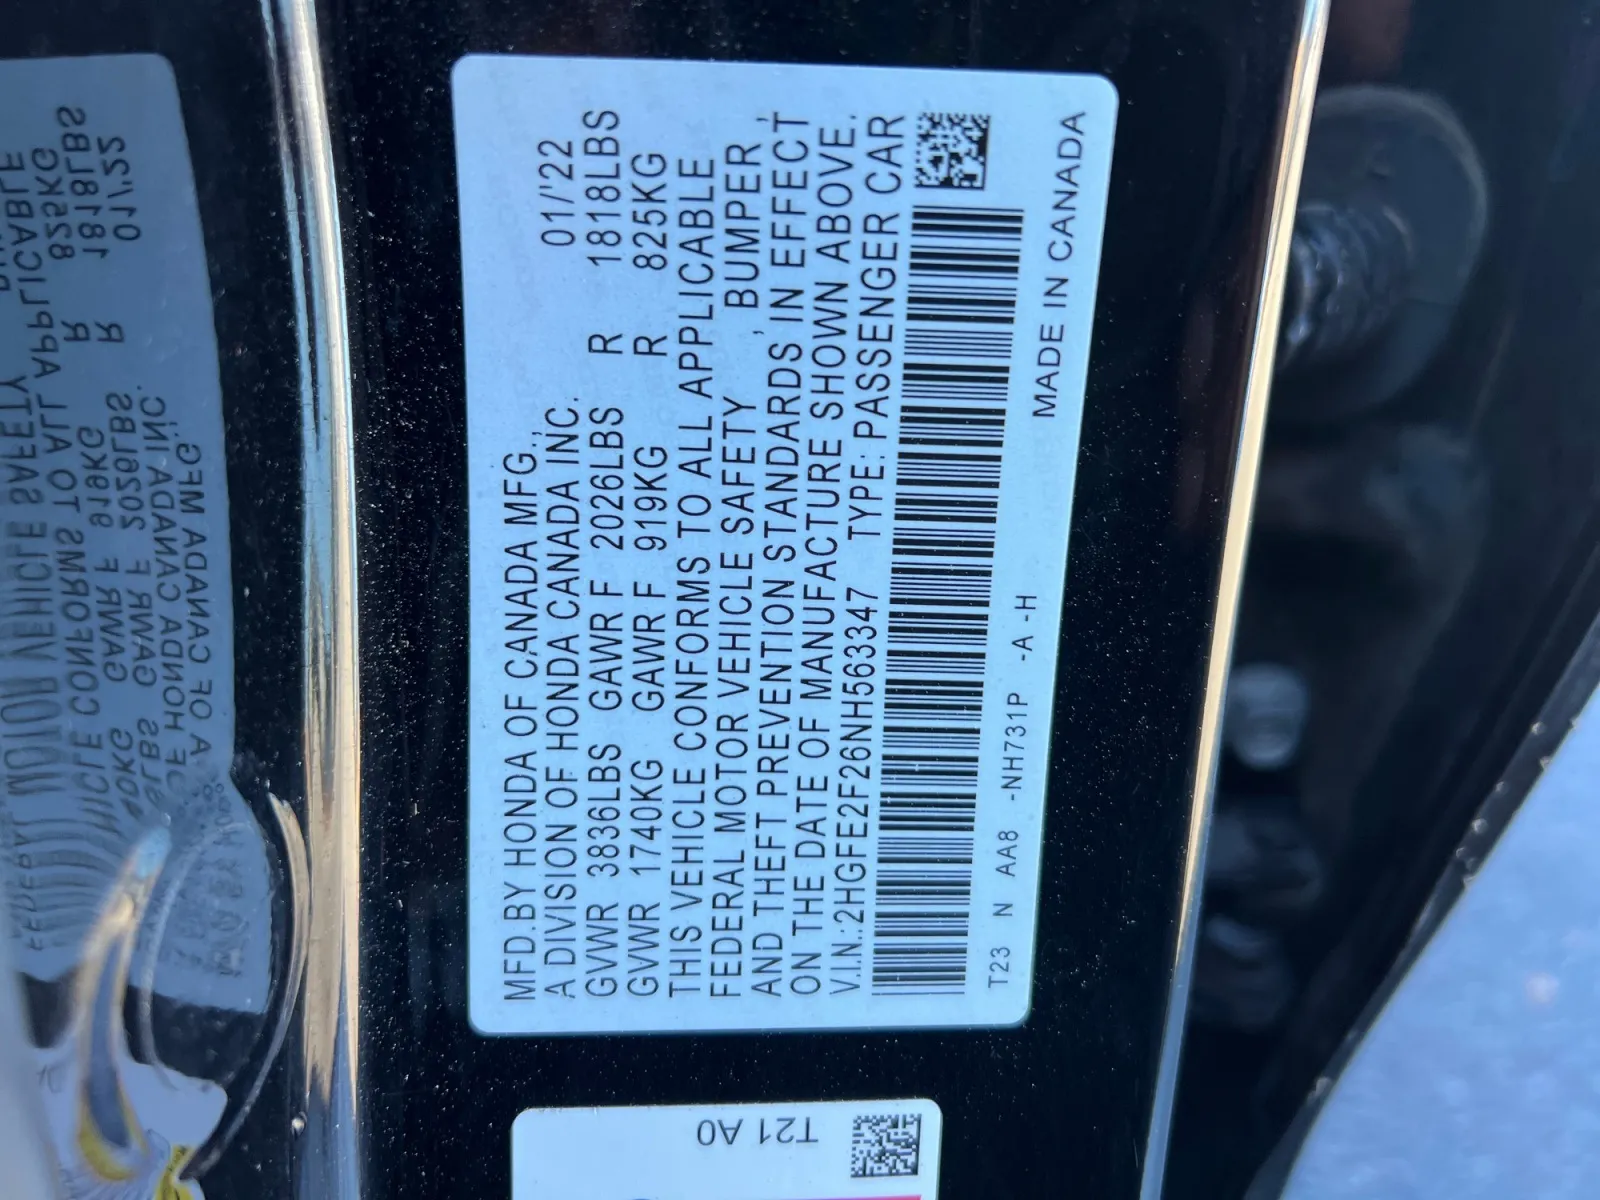 MFD.BY HONDA OF CANADA MFG.,
A DIVISION OF HONDA CANADA INC. 01/'22
GVWR 3836LBS GAWR F 2026LBS R 1818LBS
GVWR 1740KG GAWR F 919KG R 825KG
THIS VEHICLE CONFORMS TO ALL APPLICABLE
FEDERAL MOTOR VEHICLE SAFETY , BUMPER ,
AND THEFT PREVENTION STANDARDS IN EFFECT
ON THE DATE OF MANUFACTURE SHOWN ABOVE.
V.I.N.:2HGFE2F26NH563347 TYPE: PASSENGER CAR
T23 N AA8 -NH731P -A -H
MADE IN CANADA
T21 A0